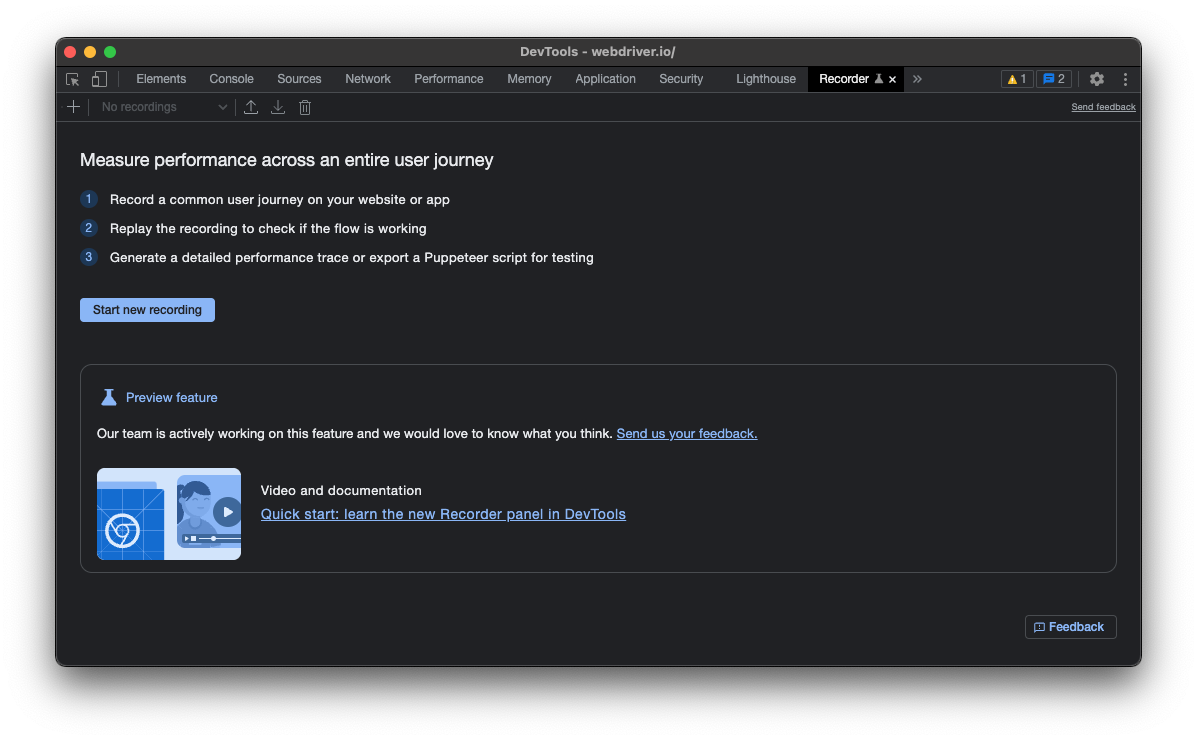 DevTools - webdriver.io/
Elements Console Sources Network Performance Memory Application Security Lighthouse Recorder 1 2
No recordings Send feedback
Measure performance across an entire user journey
1 Record a common user journey on your website or app
2 Replay the recording to check if the flow is working
3 Generate a detailed performance trace or export a Puppeteer script for testing
Start new recording
Preview feature
Our team is actively working on this feature and we would love to know what you think. Send us your feedback.
Video and documentation
Quick start: learn the new Recorder panel in DevTools
Feedback